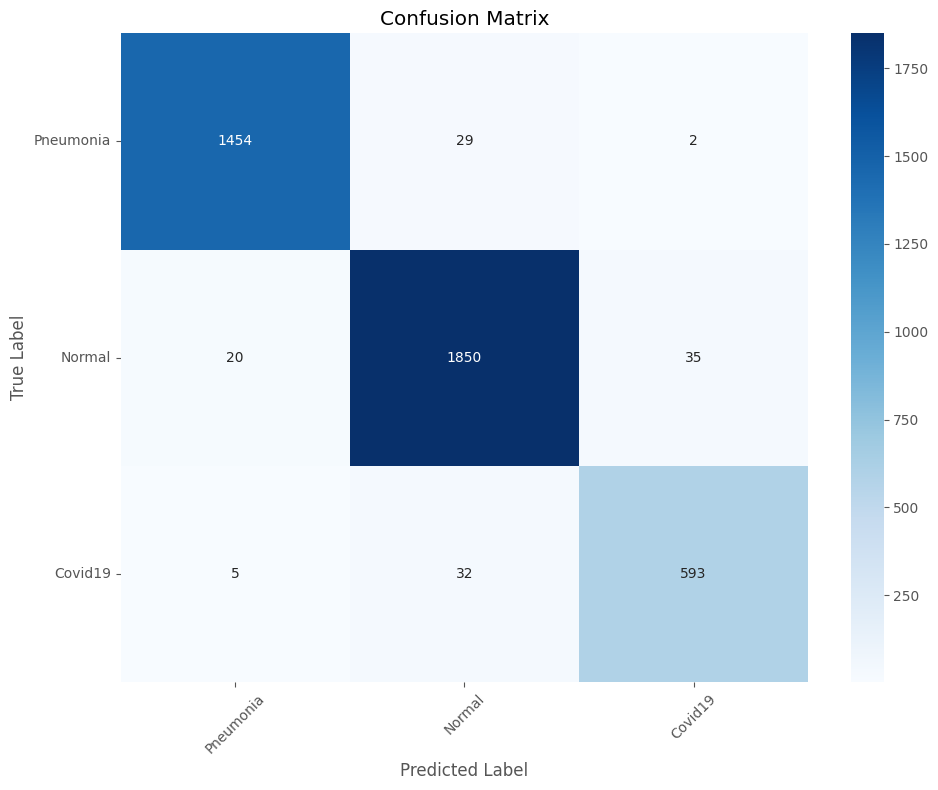 Confusion Matrix
Pneumonia
1454
29
2
Normal
20
1850
35
Covid19
5
32
593
True Label
Pneumonia
Normal
Covid19
Predicted Label
1750
1500
1250
1000
750
500
250